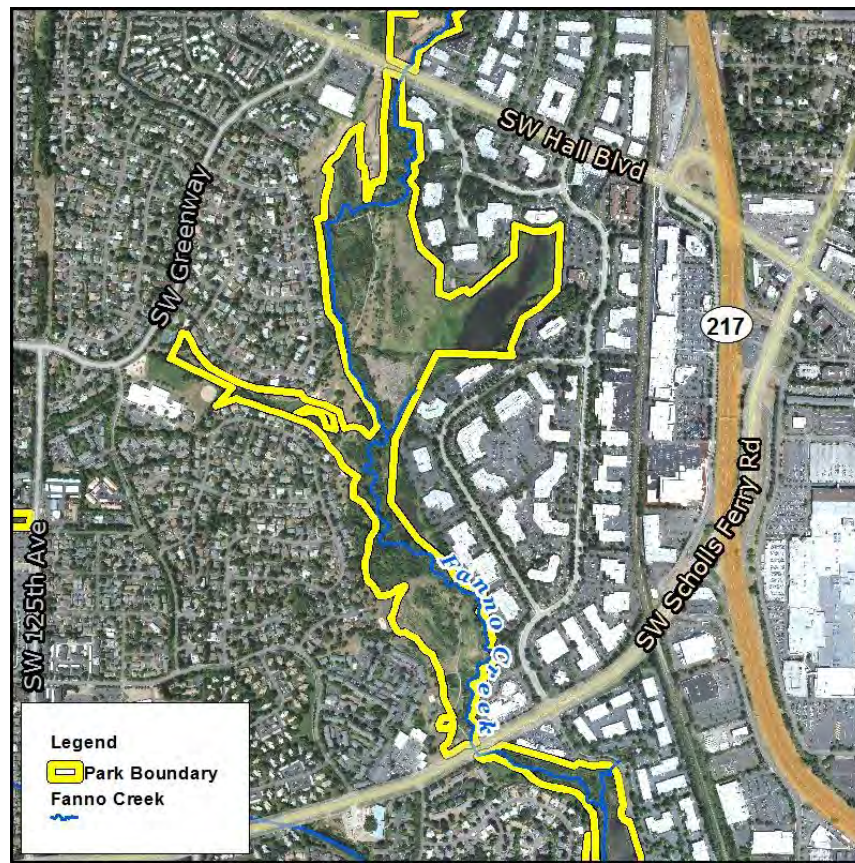 SW Hall Blvd
SW Greenway
217
SW Scholls Ferry Rd
SW 125th Ave
Fanno Creek
Legend
Park Boundary
Fanno Creek